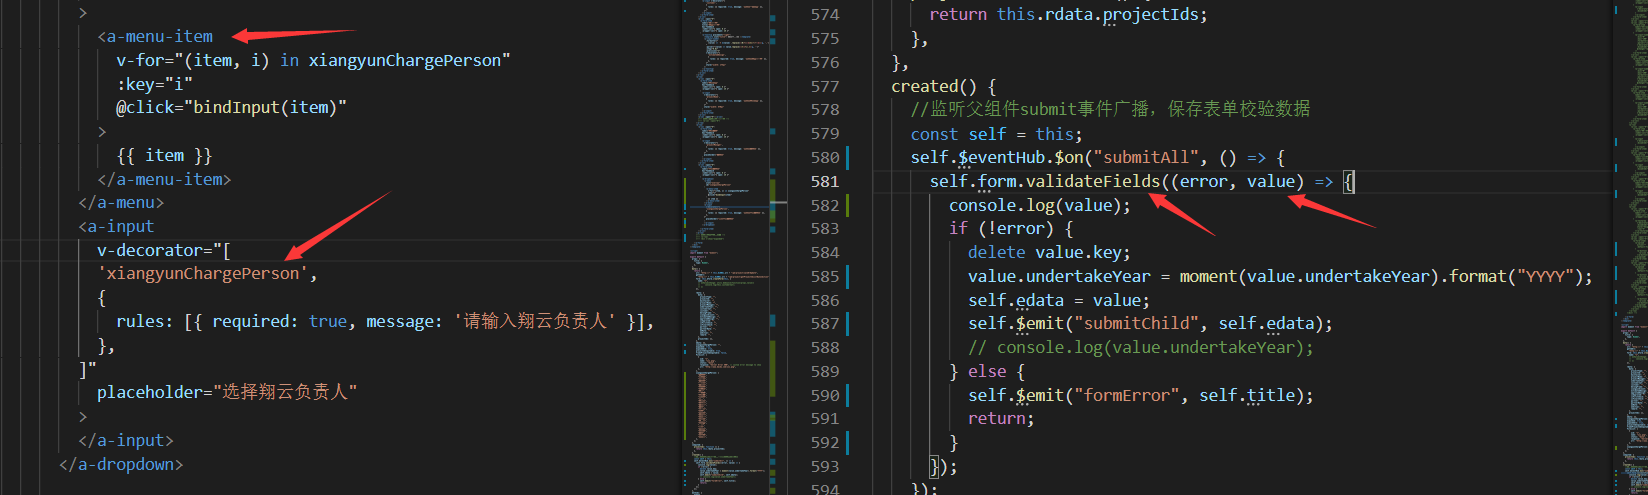 >
<a-menu-item
v-for="(item, i) in xiangyunChargePerson"
:key="i"
@click="bindInput(item)"
>
{{ item }}
</a-menu-item>
</a-menu>
<a-input
v-decorator="[
'xiangyunChargePerson',
{
rules: [{ required: true, message: '请输入翔云负责人' }],
},
]"
placeholder="选择翔云负责人"
>
</a-input>
</a-dropdown>
574 return this.rdata.projectIds;
575 },
576 },
577 created() {
578 //监听父组件submit事件广播，保存表单校验数据
579 const self = this;
580 self.$eventHub.$on("submitAll", () => {
581 self.form.validateFields((error, value) => {
582 console.log(value);
583 if (!error) {
584 delete value.key;
585 value.undertakeYear = moment(value.undertakeYear).format("YYYY");
586 self.edata = value;
587 self.$emit("submitChild", self.edata);
588 // console.log(value.undertakeYear);
589 } else {
590 self.$emit("formError", self.title);
591 return;
592 }
593 });
594 });